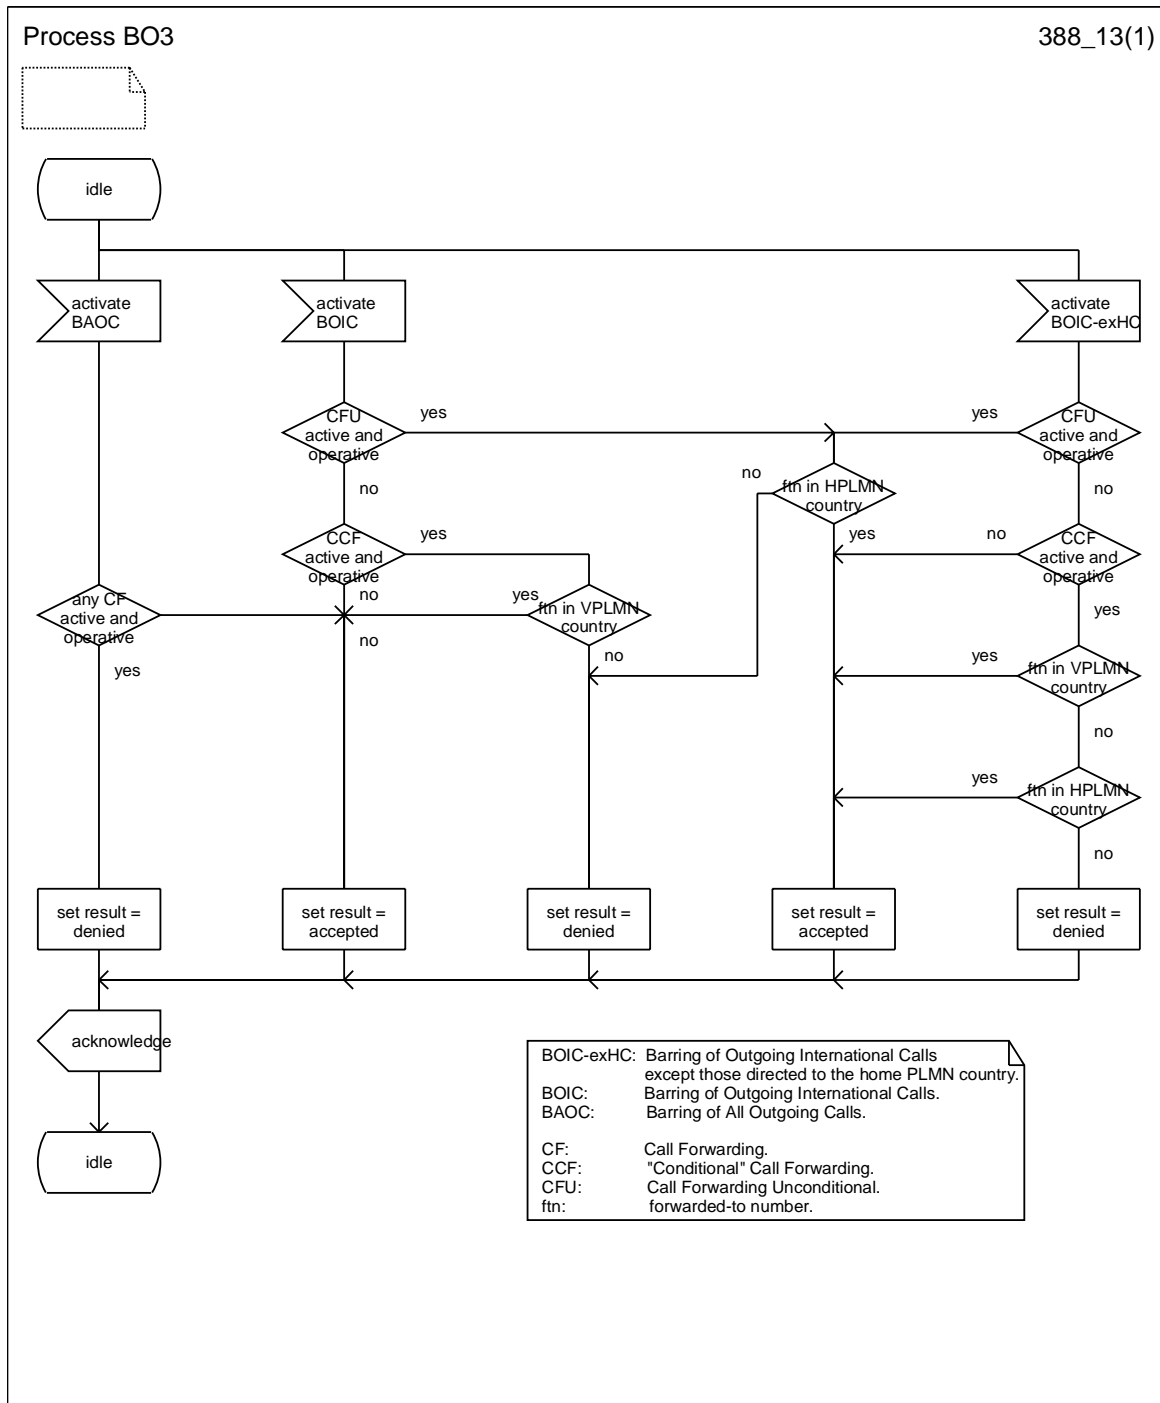 Process BO3
388_13(1)
idle
activate
BAOC
activate
BOIC
activate
BOIC-exHC
CFU
active and
operative
yes
yes
CFU
active and
operative
no
no
ftn in HPLMN
country
no
CCF
active and
operative
yes
yes
no
CCF
active and
operative
any CF
active and
operative
no
yes
ftn in VPLMN
country
yes
no
no
yes
yes
ftn in VPLMN
country
no
yes
ftn in HPLMN
country
no
set result =
denied
set result =
accepted
set result =
denied
set result =
accepted
set result =
denied
acknowledge
idle
BOIC-exHC: Barring of Outgoing International Calls
except those directed to the home PLMN country.
BOIC: Barring of Outgoing International Calls.
BAOC: Barring of All Outgoing Calls.
CF: Call Forwarding.
CCF: "Conditional" Call Forwarding.
CFU: Call Forwarding Unconditional.
ftn: forwarded-to number.